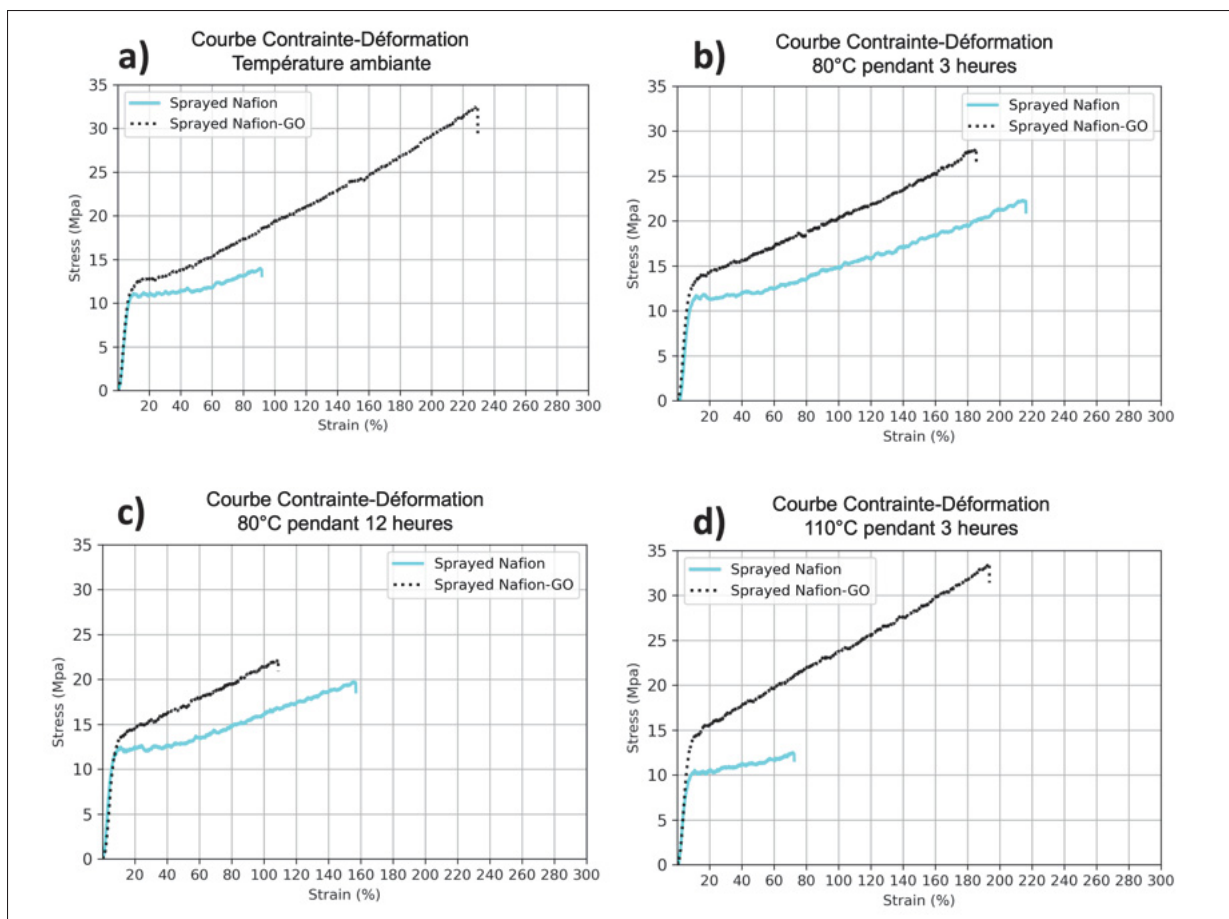 a)
Courbe Contrainte-Déformation
Température ambiante
35
30
25
20
15
10
5
0
Stress (Mpa)
Sprayed Nafion
Sprayed Nafion-GO
20 40 60 80 100 120 140 160 180 200 220 240 260 280 300
Strain (%)
b)
Courbe Contrainte-Déformation
80°C pendant 3 heures
35
30
25
20
15
10
5
0
Stress (Mpa)
Sprayed Nafion
Sprayed Nafion-GO
20 40 60 80 100 120 140 160 180 200 220 240 260 280 300
Strain (%)
c)
Courbe Contrainte-Déformation
80°C pendant 12 heures
35
30
25
20
15
10
5
0
Stress (Mpa)
Sprayed Nafion
Sprayed Nafion-GO
20 40 60 80 100 120 140 160 180 200 220 240 260 280 300
Strain (%)
d)
Courbe Contrainte-Déformation
110°C pendant 3 heures
35
30
25
20
15
10
5
0
Stress (Mpa)
Sprayed Nafion
Sprayed Nafion-GO
20 40 60 80 100 120 140 160 180 200 220 240 260 280 300
Strain (%)